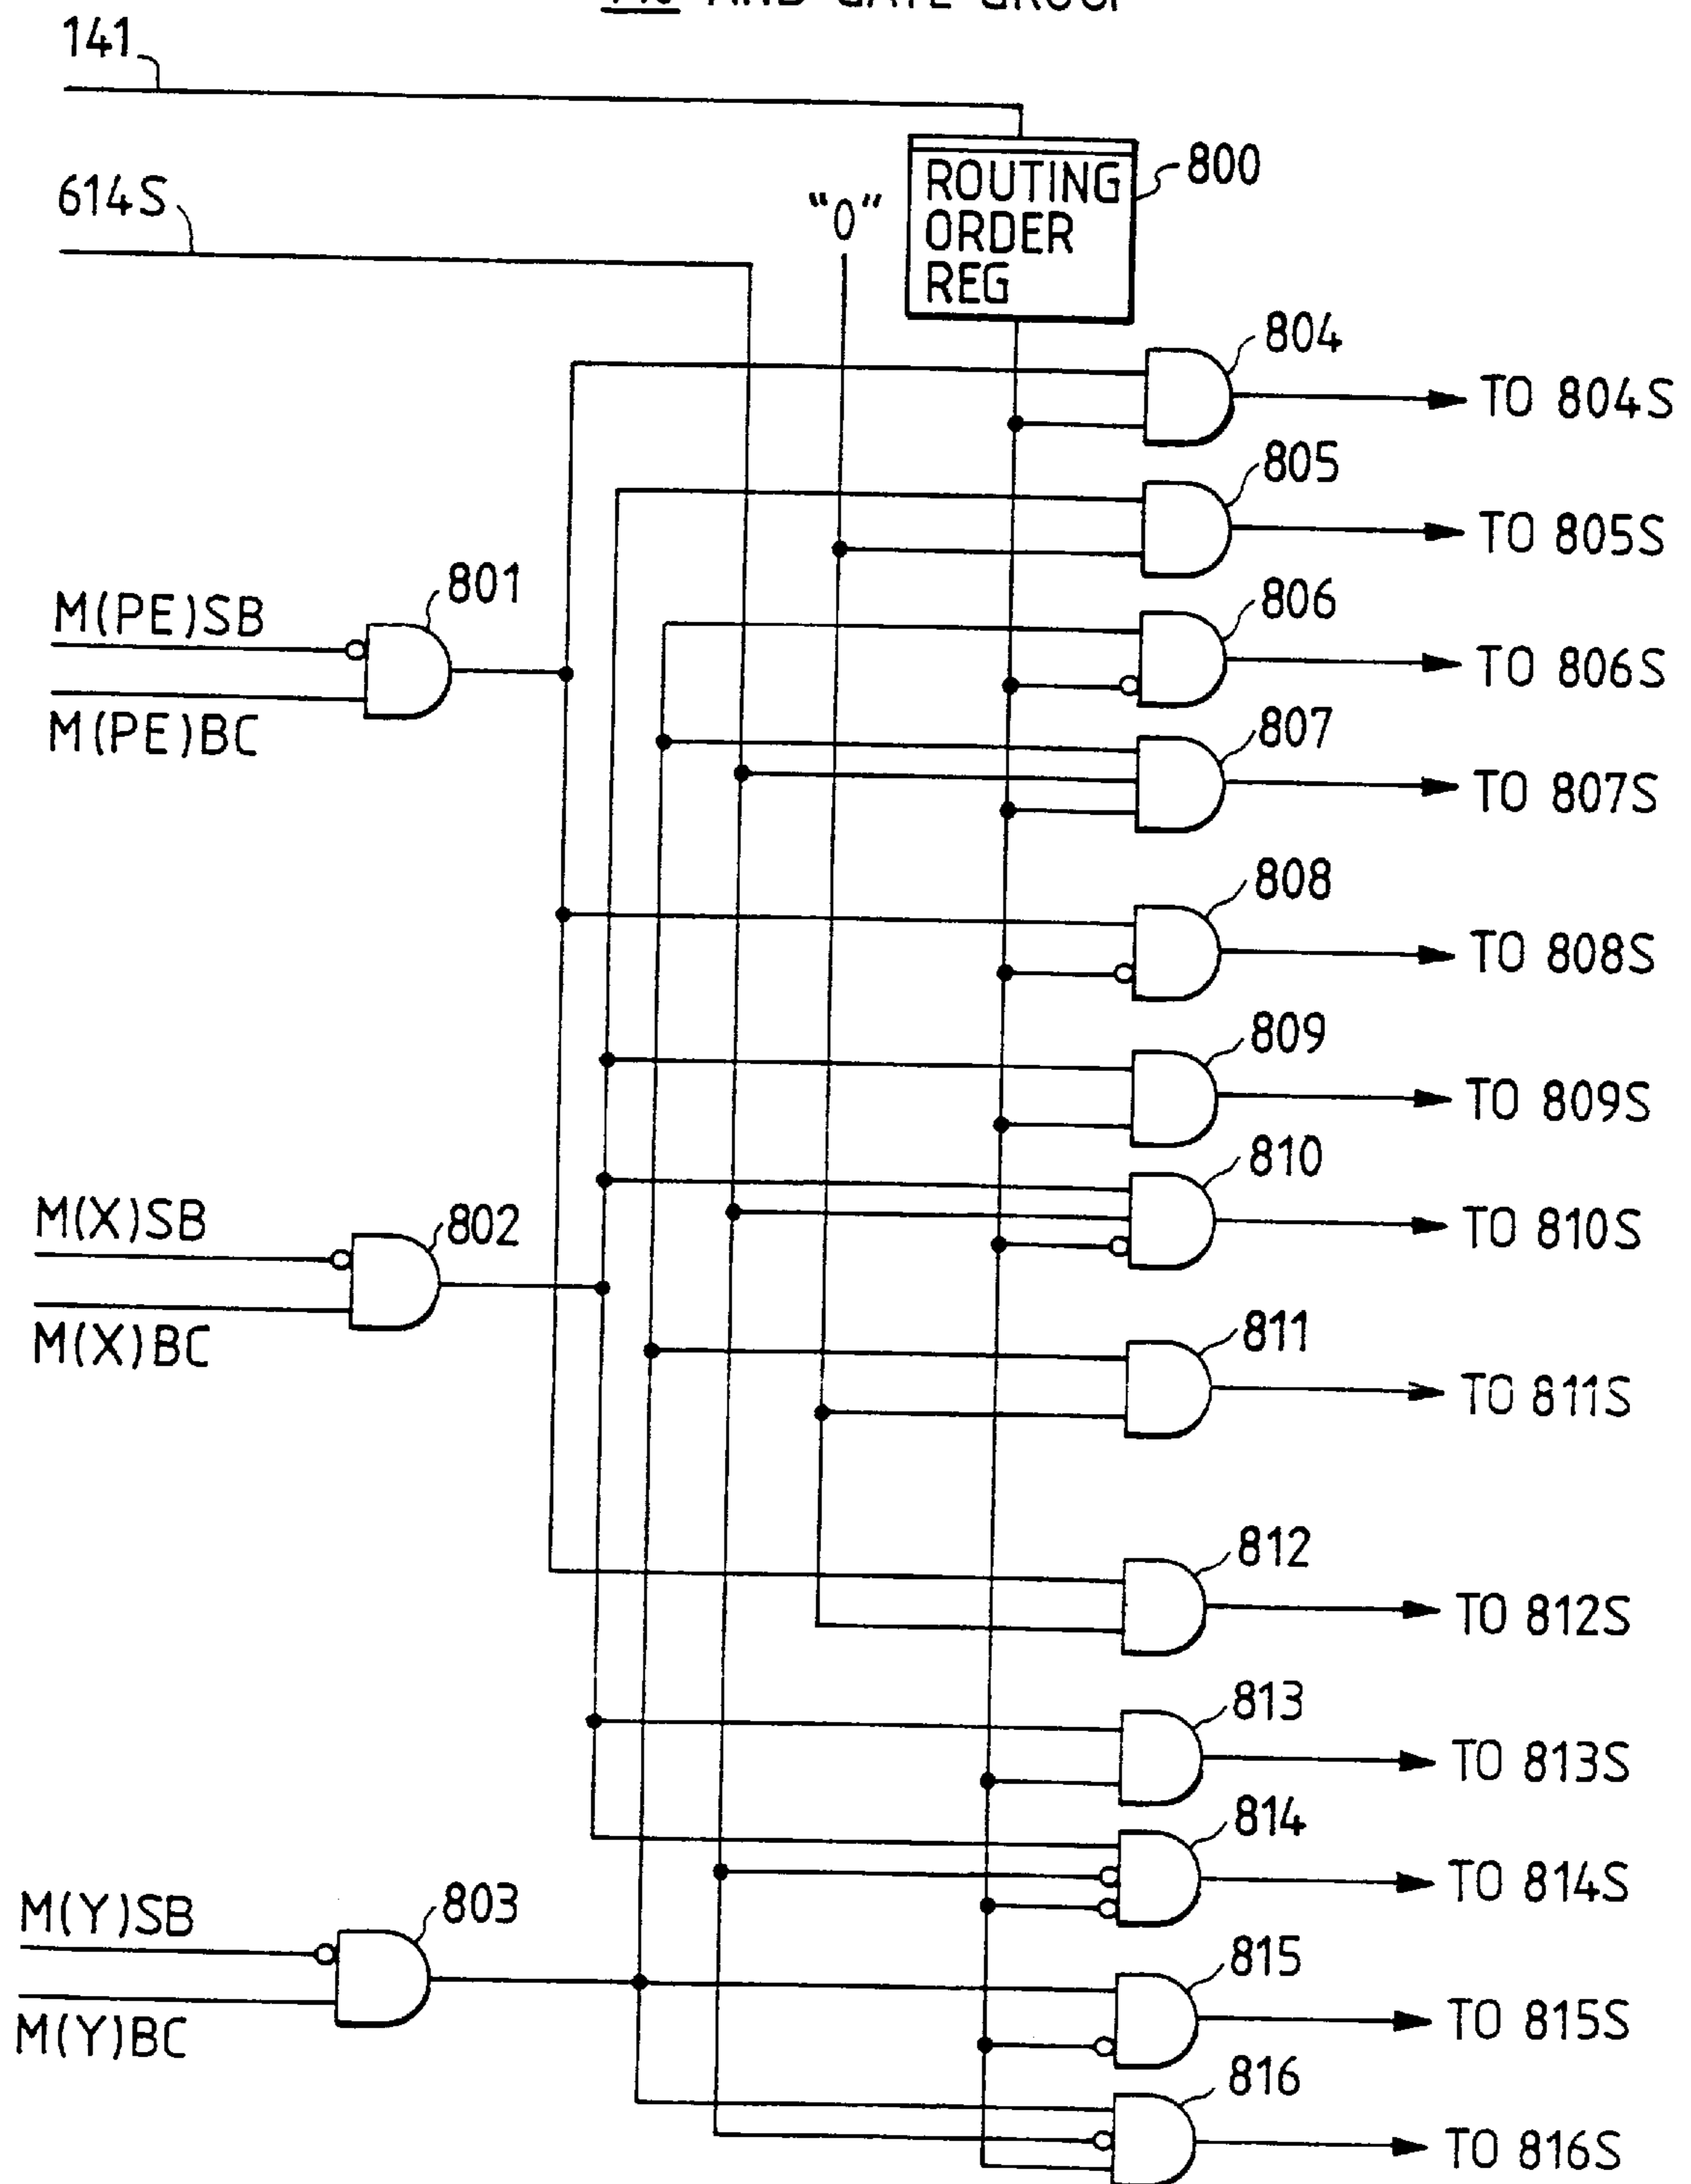 AND GATE GROUP
141
614S
"0"
ROUTING
ORDER
REG
800
804
TO 804S
805
TO 805S
M(PE)SB
M(PE)BC
801
806
TO 806S
807
TO 807S
808
TO 808S
809
TO 809S
M(X)SB
M(X)BC
802
810
TO 810S
811
TO 811S
812
TO 812S
813
TO 813S
814
TO 814S
M(Y)SB
M(Y)BC
803
815
TO 815S
816
TO 816S